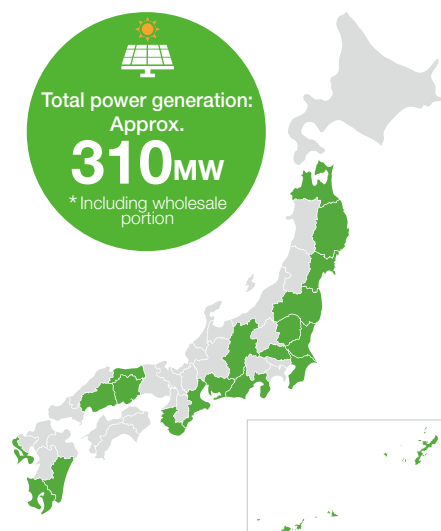 Total power generation:
Approx.
310MW
* Including wholesale
portion